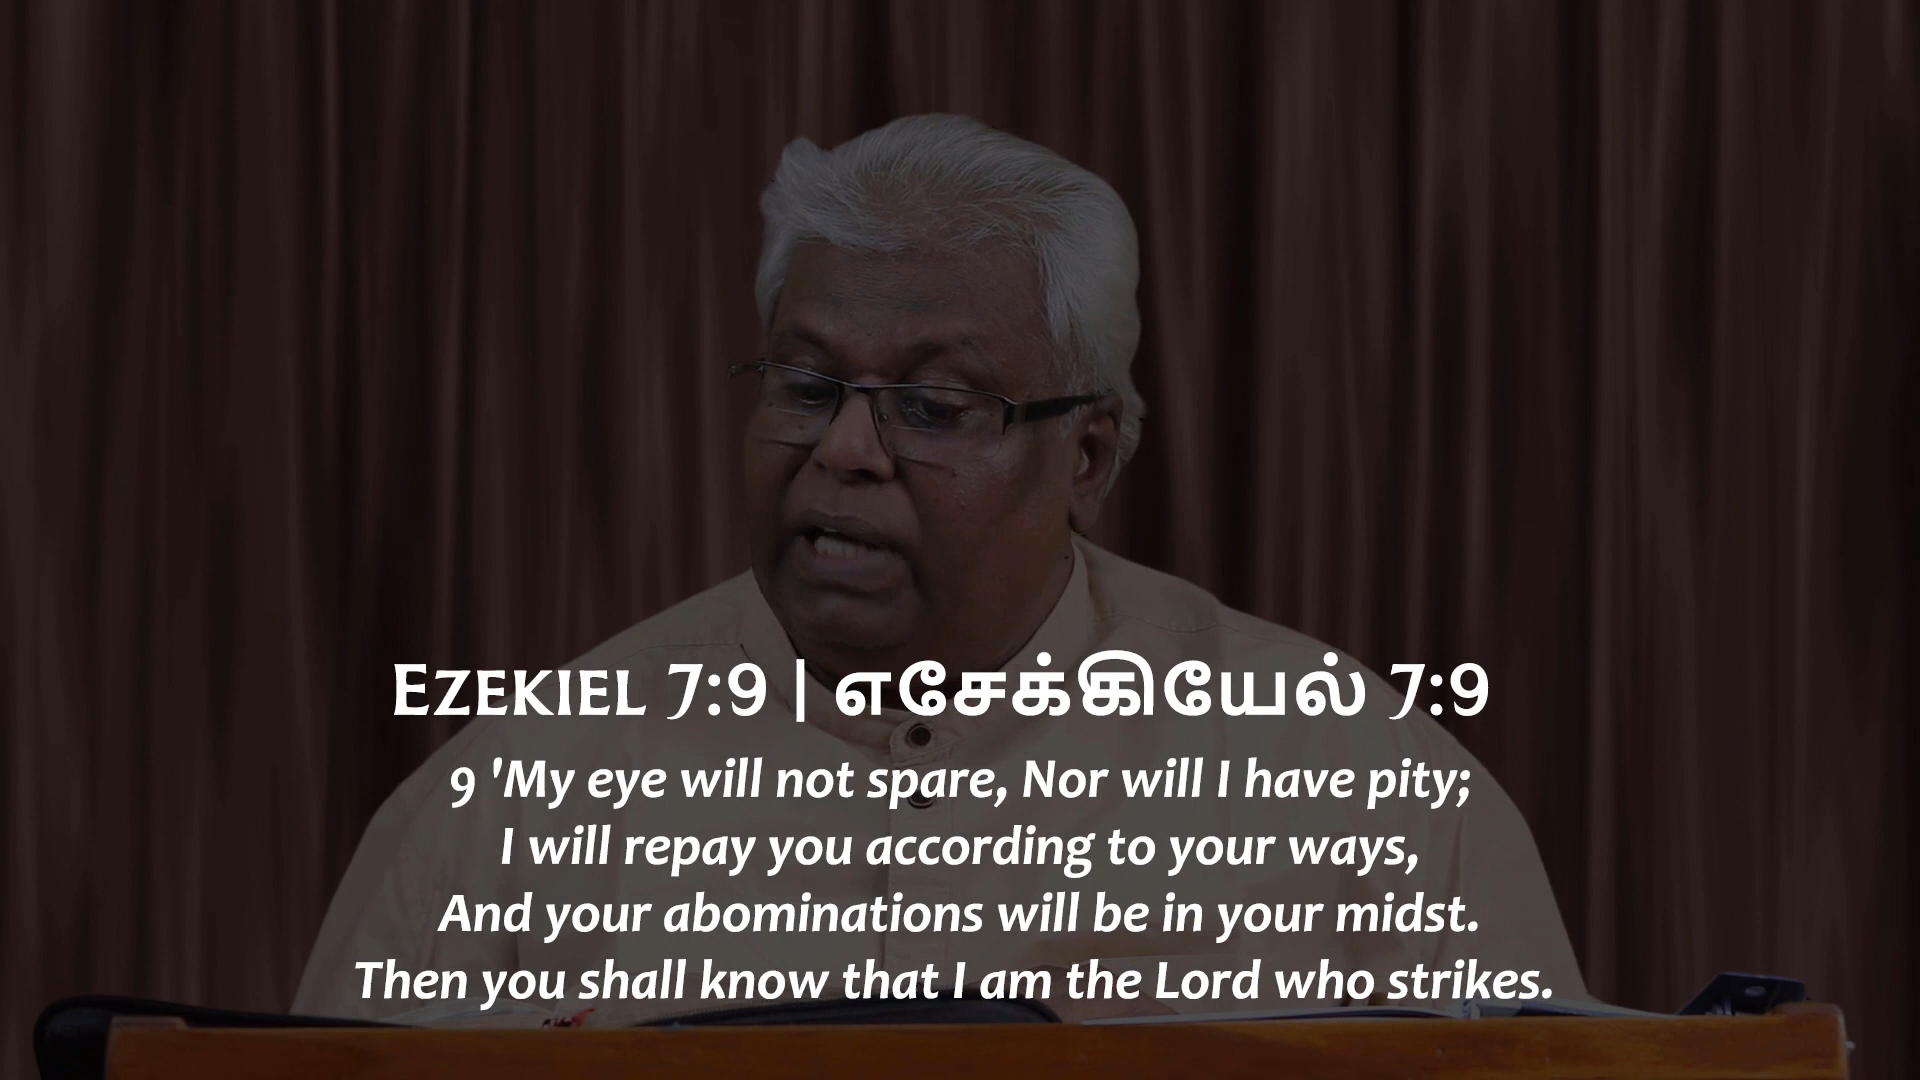 EZEKIEL 7:9 | எசேக்கியேல் 7:9
9 'My eye will not spare, Nor will I have pity;
I will repay you according to your ways,
And your abominations will be in your midst.
Then you shall know that I am the Lord who strikes.